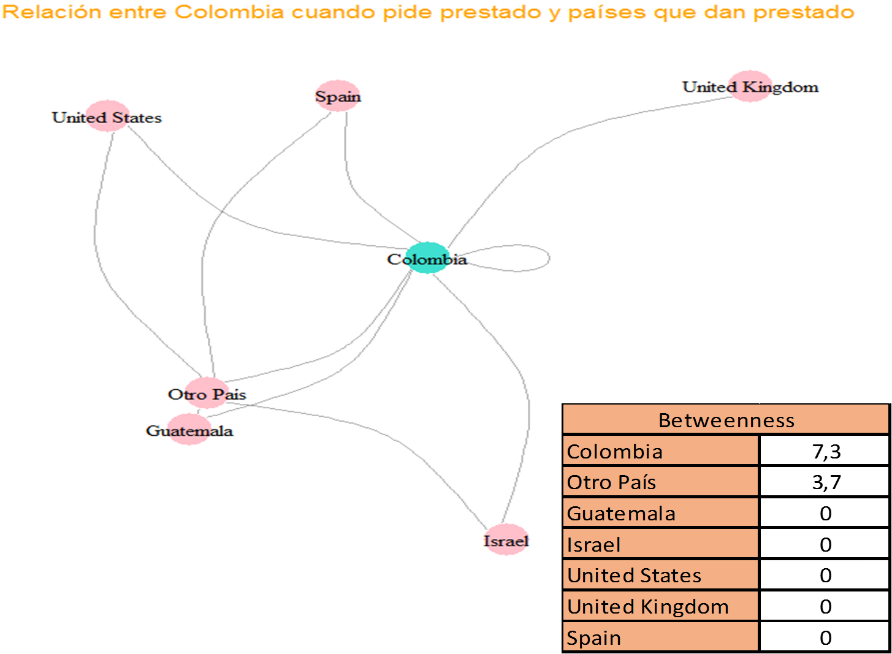 Relación entre Colombia cuando pide prestado y países que dan prestado
Spain
United Kingdom
United States
Colombia
Otro País
Guatemala
Israel
Betweenness
Colombia 7,3
Otro País 3,7
Guatemala 0
Israel 0
United States 0
United Kingdom 0
Spain 0